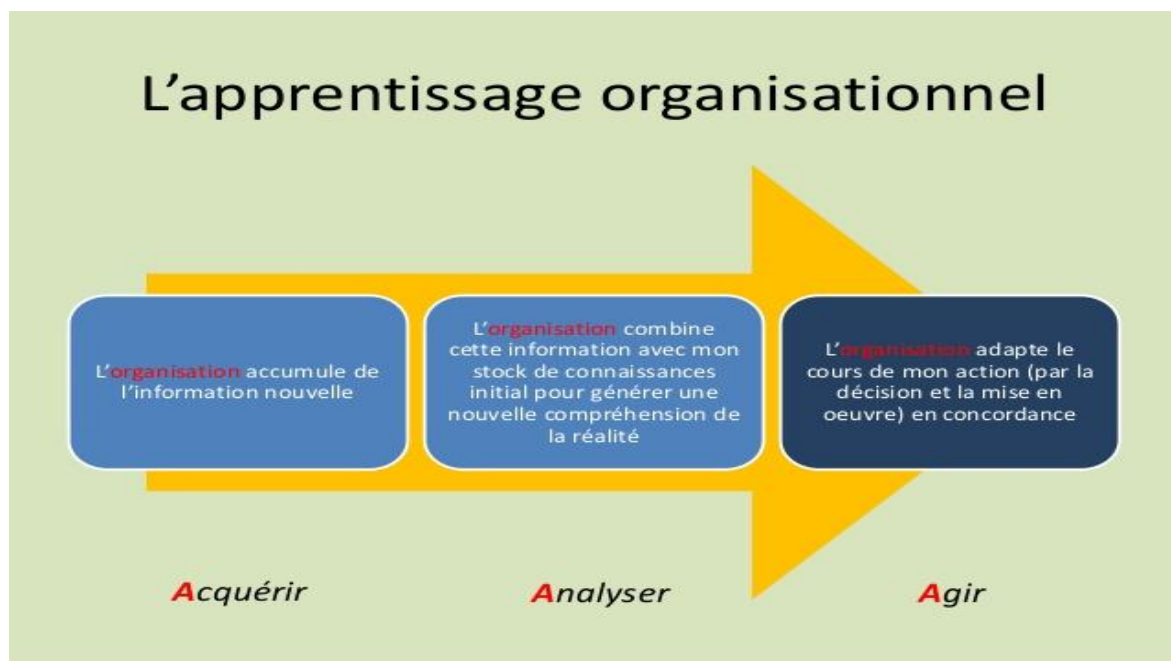 L’apprentissage organisationnel
L’organisation accumule de
l’information nouvelle
L’organisation combine
cette information avec mon
stock de connaissances
initial pour générer une
nouvelle compréhension de
la réalité
L’organisation adapte le
cours de mon action (par la
décision et la mise en
oeuvre) en concordance
Acquérir
Analyser
Agir